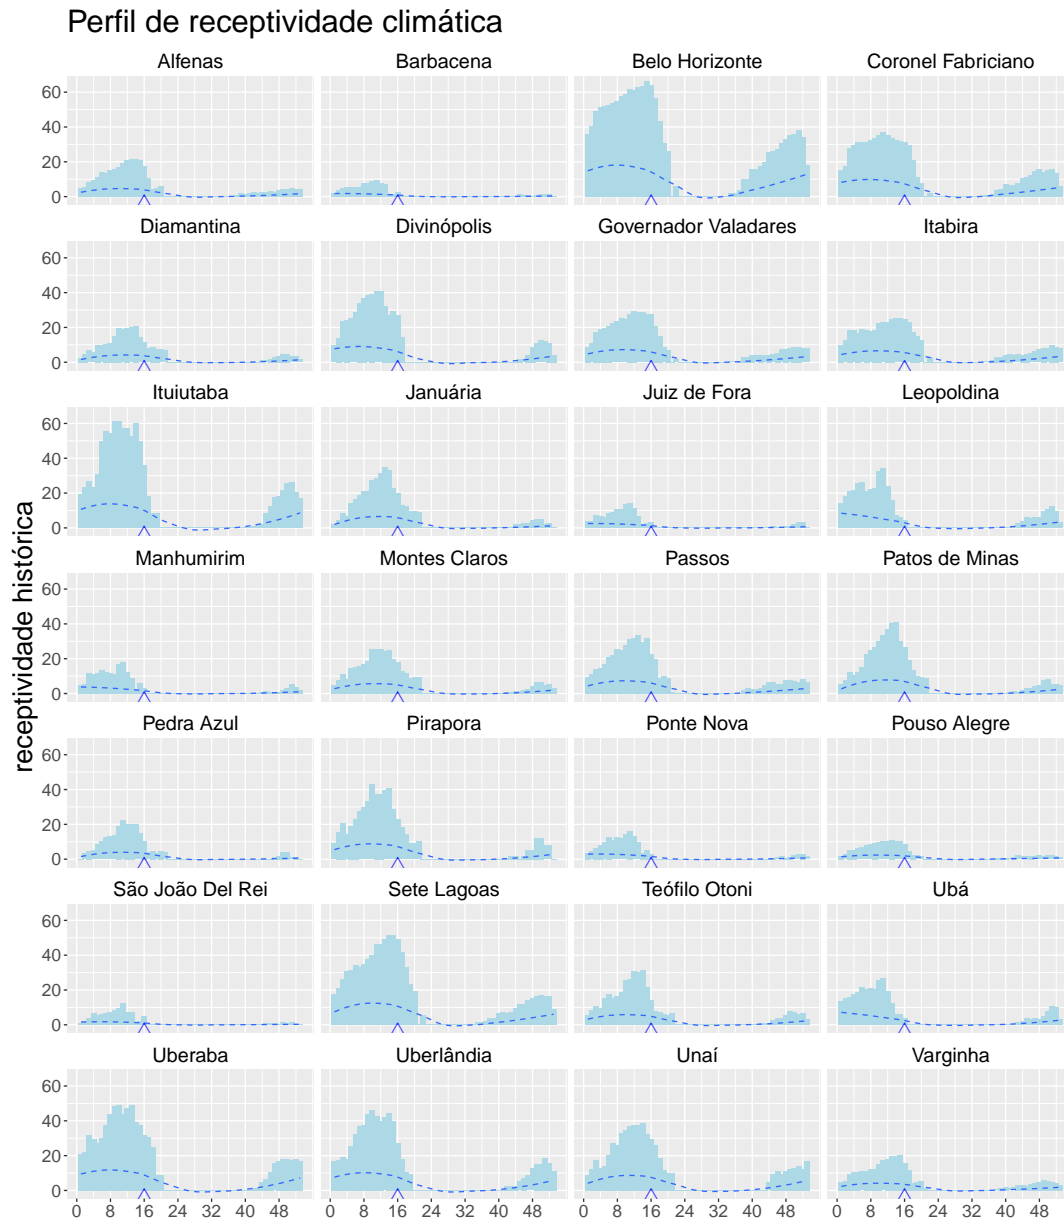 Perfil de receptividade climática
Alfenas Barbacena Belo Horizonte Coronel Fabriciano
60
40
20
0
Diamantina Divinópolis Governador Valadares Itabira
60
40
20
0
Ituiutaba Januária Juiz de Fora Leopoldina
60
40
20
0
receptividade histórica
Manhumirim Montes Claros Passos Patos de Minas
60
40
20
0
Pedra Azul Pirapora Ponte Nova Pouso Alegre
60
40
20
0
São João Del Rei Sete Lagoas Teófilo Otoni Ubá
60
40
20
0
Uberaba Uberlândia Unaí Varginha
60
40
20
0
0 8 16 24 32 40 48 0 8 16 24 32 40 48 0 8 16 24 32 40 48 0 8 16 24 32 40 48